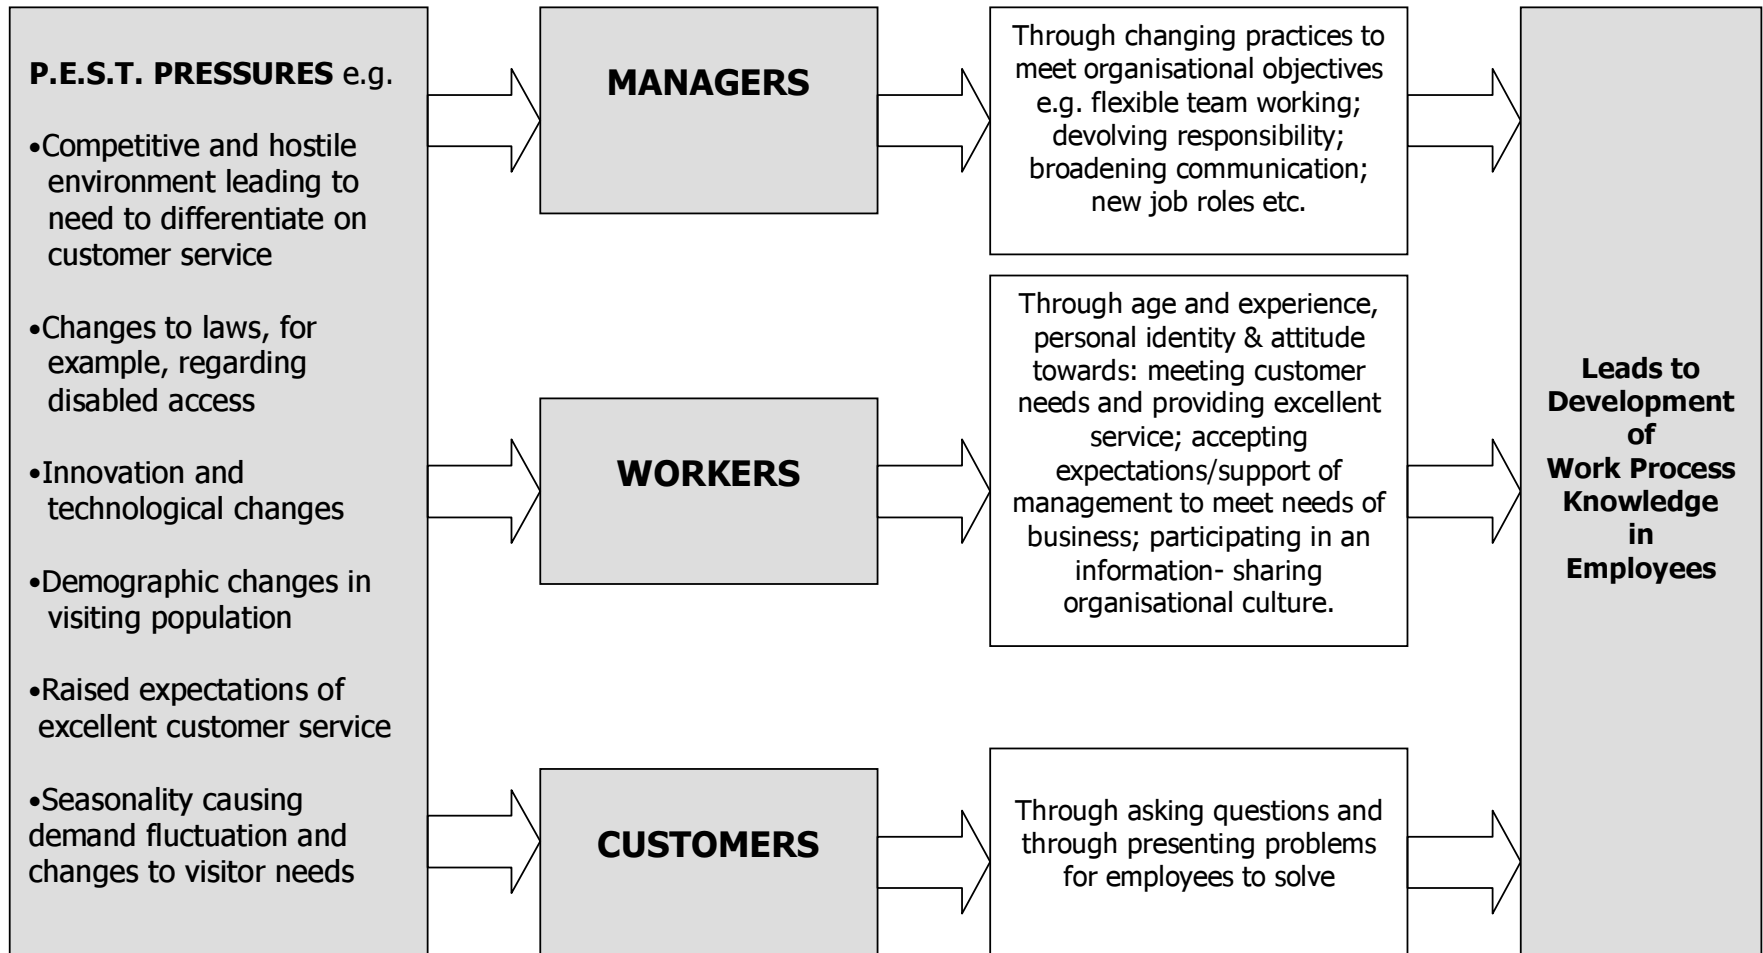 P.E.S.T. PRESSURES e.g.
•Competitive and hostile
environment leading to
need to differentiate on
customer service
•Changes to laws, for
example, regarding
disabled access
•Innovation and
technological changes
•Demographic changes in
visiting population
•Raised expectations of
excellent customer service
•Seasonality causing
demand fluctuation and
changes to visitor needs
MANAGERS
Through changing practices to
meet organisational objectives
e.g. flexible team working;
devolving responsibility;
broadening communication;
new job roles etc.
WORKERS
Through age and experience,
personal identity & attitude
towards: meeting customer
needs and providing excellent
service; accepting
expectations/support of
management to meet needs of
business; participating in an
information- sharing
organisational culture.
CUSTOMERS
Through asking questions and
through presenting problems
for employees to solve
Leads to
Development
of
Work Process
Knowledge
in
Employees